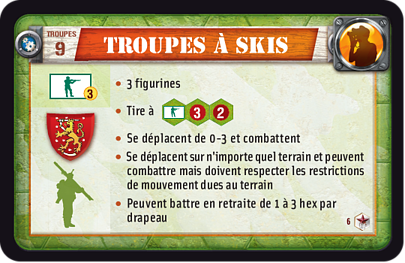 TROUPES
9
TROUPES À SKIS
3
• 3 figurines
• Tire à 3 2
• Se déplacent de 0-3 et combattent
• Se déplacent sur n'importe quel terrain et peuvent
combattre mais doivent respecter les restrictions
de mouvement dues au terrain
• Peuvent battre en retraite de 1 à 3 hex par
drapeau
6